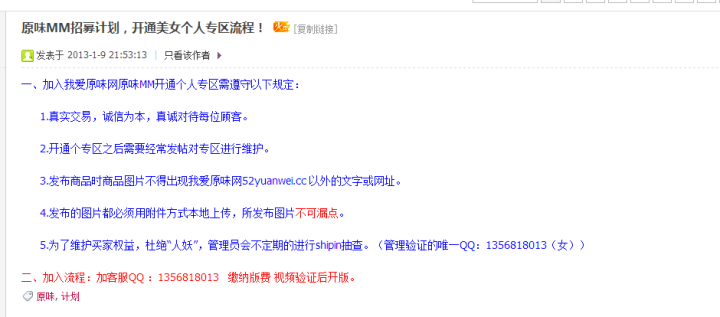 原味MM招募计划，开通美女个人专区流程！ 火 [复制链接]
发表于 2013-1-9 21:53:13 | 只看该作者
一、加入我爱原味网原味MM开通个人专区需遵守以下规定：
1.真实交易，诚信为本，真诚对待每位顾客。
2.开通个专区之后需要经常发帖对专区进行维护。
3.发布商品时商品图片不得出现我爱原味网52yuanwei.cc以外的文字或网址。
4.发布的图片都必须用附件方式本地上传，所发布图片不可漏点。
5.为了维护买家权益，杜绝“人妖”，管理员会不定期的进行shipin抽查。（管理验证的唯一QQ：1356818013（女））
二、加入流程：加客服QQ ：1356818013 缴纳版费 视频验证后开版。
原味, 计划